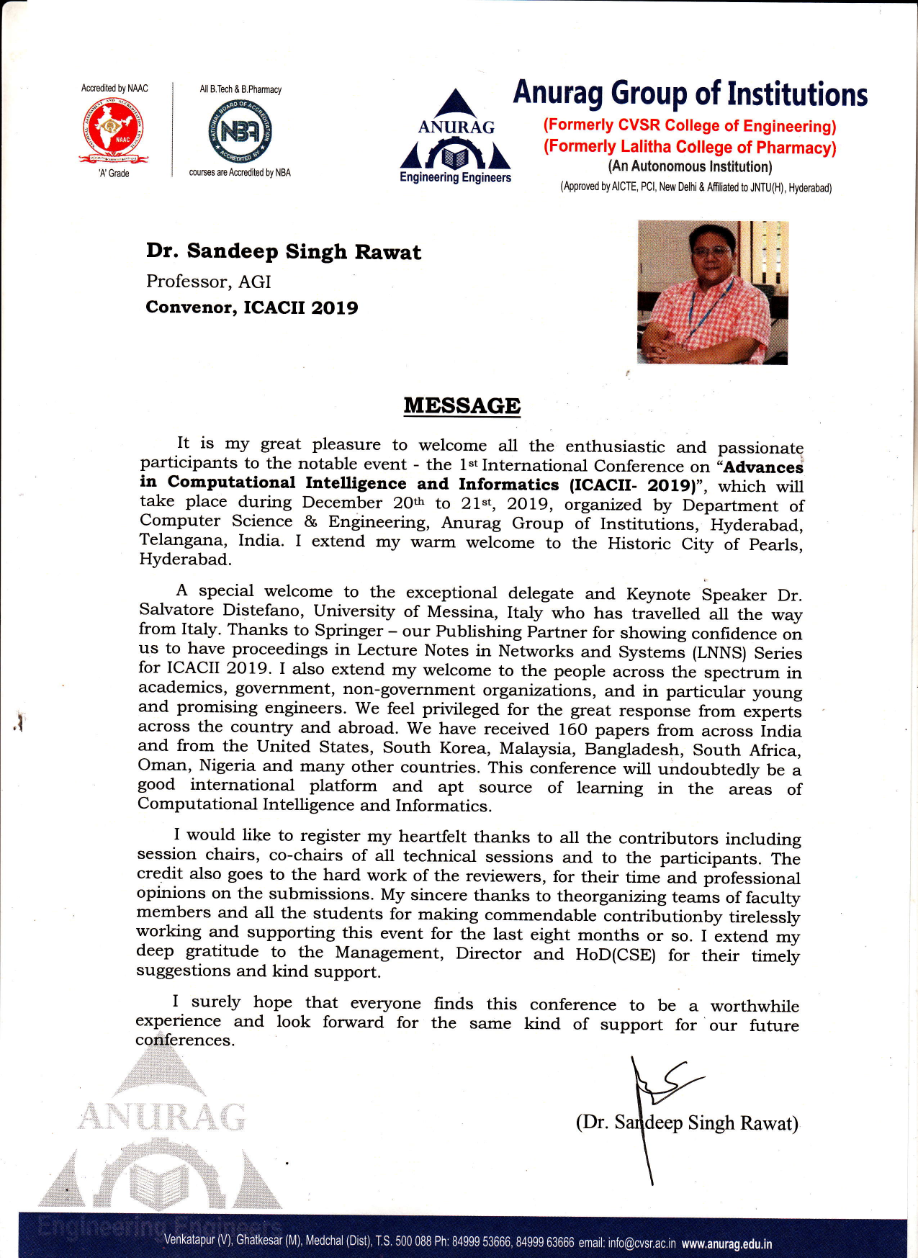 Accredited by NAAC
NAAC
'A' Grade
All B.Tech & B.Pharmacy
NATIONAL BOARD OF ACCREDITATION
NBA
ACCREDITED BY
courses are Accredited by NBA
ANURAG
Engineering Engineers
Anurag Group of Institutions
(Formerly CVSR College of Engineering)
(Formerly Lalitha College of Pharmacy)
(An Autonomous Institution)
(Approved by AICTE, PCI, New Delhi & Affiliated to JNTU(H), Hyderabad)
Dr. Sandeep Singh Rawat
Professor, AGI
Convenor, ICACII 2019
MESSAGE
It is my great pleasure to welcome all the enthusiastic and passionate
participants to the notable event - the 1st International Conference on “Advances
in Computational Intelligence and Informatics (ICACII- 2019)”, which will
take place during December 20th to 21st, 2019, organized by Department of
Computer Science & Engineering, Anurag Group of Institutions, Hyderabad,
Telangana, India. I extend my warm welcome to the Historic City of Pearls,
Hyderabad.
A special welcome to the exceptional delegate and Keynote Speaker Dr.
Salvatore Distefano, University of Messina, Italy who has travelled all the way
from Italy. Thanks to Springer – our Publishing Partner for showing confidence on
us to have proceedings in Lecture Notes in Networks and Systems (LNNS) Series
for ICACII 2019. I also extend my welcome to the people across the spectrum in
academics, government, non-government organizations, and in particular young
and promising engineers. We feel privileged for the great response from experts
across the country and abroad. We have received 160 papers from across India
and from the United States, South Korea, Malaysia, Bangladesh, South Africa,
Oman, Nigeria and many other countries. This conference will undoubtedly be a
good international platform and apt source of learning in the areas of
Computational Intelligence and Informatics.
I would like to register my heartfelt thanks to all the contributors including
session chairs, co-chairs of all technical sessions and to the participants. The
credit also goes to the hard work of the reviewers, for their time and professional
opinions on the submissions. My sincere thanks to theorganizing teams of faculty
members and all the students for making commendable contributionby tirelessly
working and supporting this event for the last eight months or so. I extend my
deep gratitude to the Management, Director and HoD(CSE) for their timely
suggestions and kind support.
I surely hope that everyone finds this conference to be a worthwhile
experience and look forward for the same kind of support for our future
conferences.
(Dr. Sandeep Singh Rawat)
ANURAG
Engineering Engineers
Venkatapur (V), Ghatkesar (M), Medchal (Dist), T.S. 500 088 Ph: 84999 53666, 84999 63666 email: info@cvsr.ac.in www.anurag.edu.in